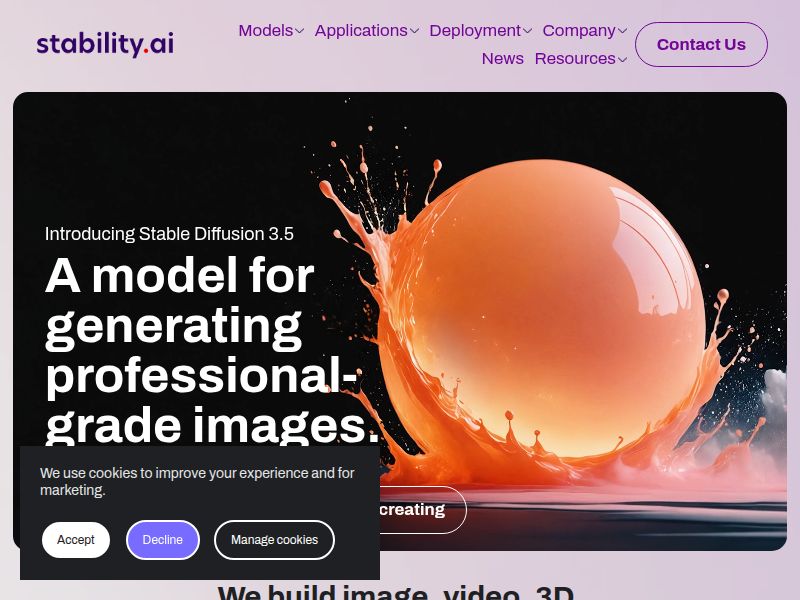 stability.ai
Models
Applications
Deployment
Company
News
Resources
Contact Us
Introducing Stable Diffusion 3.5
A model for
generating
professional-
grade images.
creating
We use cookies to improve your experience and for
marketing.
Accept
Decline
Manage cookies
We build image, video, 3D